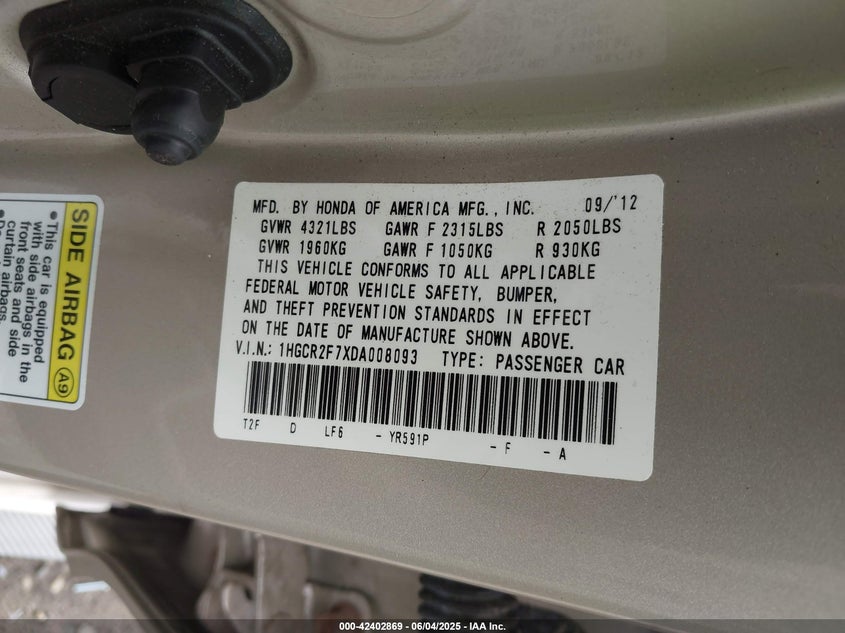 MFD. BY HONDA OF AMERICA MFG., INC. 09/'12
GVWR 4321LBS GAWR F 2315LBS R 2050LBS
GVWR 1960KG GAWR F 1050KG R 930KG
THIS VEHICLE CONFORMS TO ALL APPLICABLE
FEDERAL MOTOR VEHICLE SAFETY, BUMPER,
AND THEFT PREVENTION STANDARDS IN EFFECT
ON THE DATE OF MANUFACTURE SHOWN ABOVE.
V.I.N.: 1HGCR2F7XDA008093 TYPE: PASSENGER CAR
T2F D LF6 - YR591P - F - A
SIDE AIRBAG A9
•This car is equipped
with side airbags in the
front seats and side
curtain airbags.
000-42402869 - 06/04/2025 - IAA Inc.